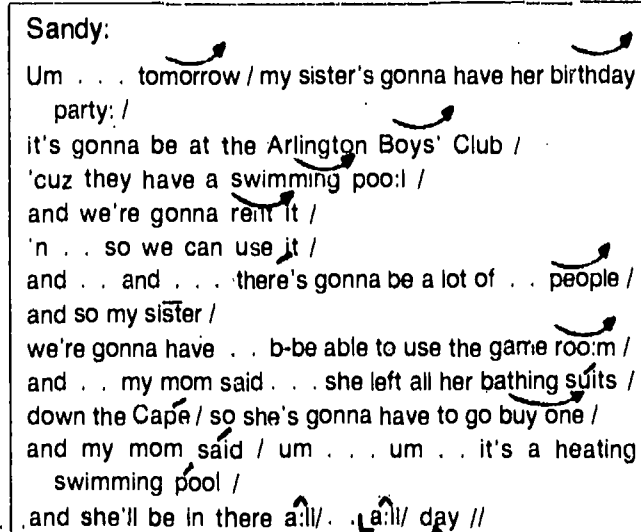 Sandy:
Um . . . tomorrow / my sister's gonna have her birthday
party: /
it's gonna be at the Arlington Boys' Club /
'cuz they have a swimming poo:l /
and we're gonna rent it /
'n . . so we can use it /
and . . and . . . there's gonna be a lot of . . people /
and so my sister /
we're gonna have . . b-be able to use the game roo:m /
and . . my mom said . . . she left all her bathing suits /
down the Cape / so she's gonna have to go buy one /
and my mom said / um . . . um . . it's a heating
swimming pool /
and she'll be in there a:ll/ . . a:ll/ day //